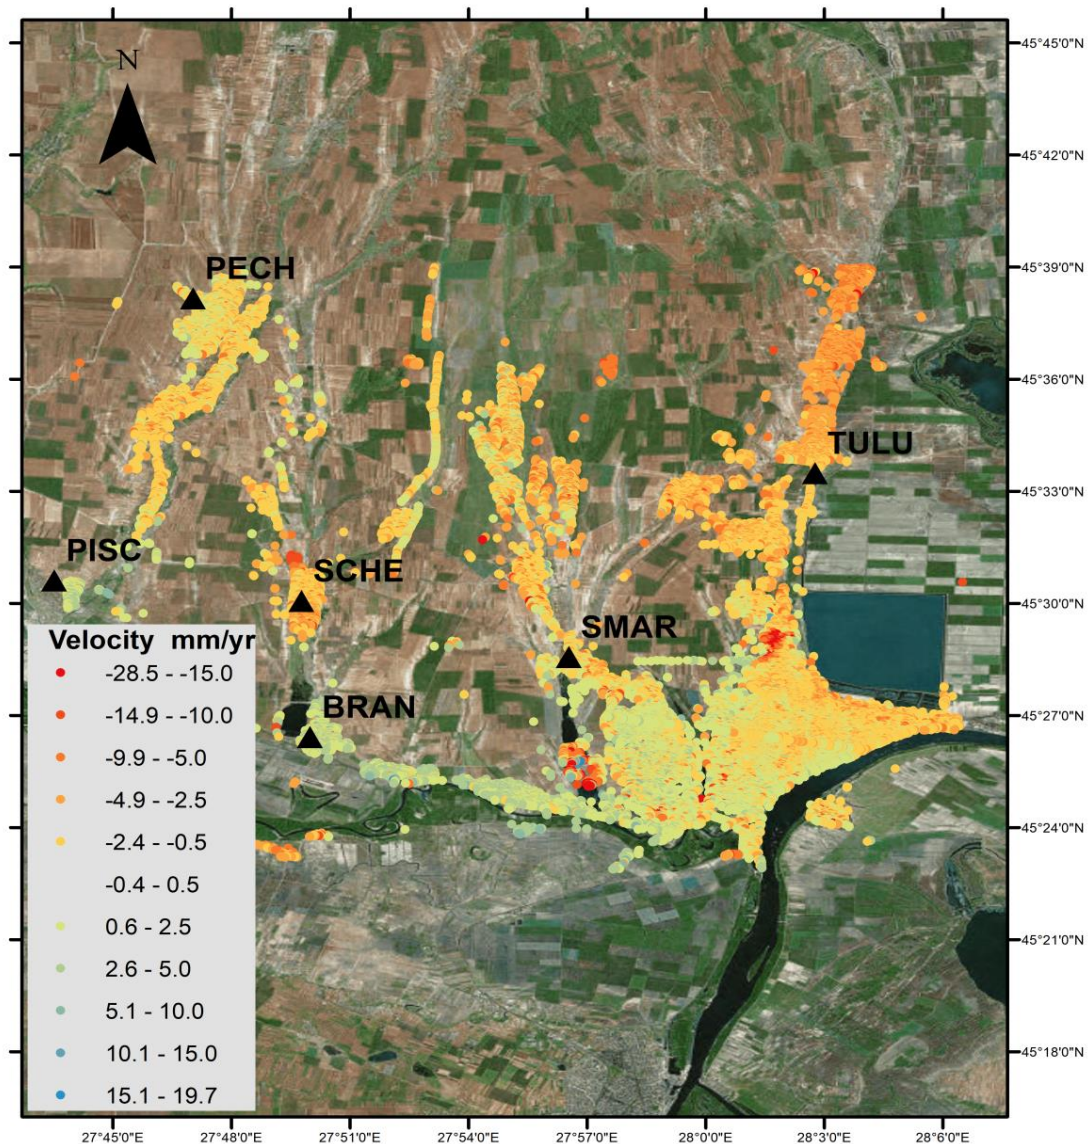 N
45°45'0"N
45°42'0"N
45°39'0"N
PECH
45°36'0"N
TULU
45°33'0"N
PISC
SCHE
45°30'0"N
SMAR
Velocity mm/yr
-28.5 - -15.0
-14.9 - -10.0
-9.9 - -5.0
-4.9 - -2.5
-2.4 - -0.5
-0.4 - 0.5
0.6 - 2.5
2.6 - 5.0
5.1 - 10.0
10.1 - 15.0
15.1 - 19.7
BRAN
45°27'0"N
45°24'0"N
45°21'0"N
45°18'0"N
27°45'0"E 27°48'0"E 27°51'0"E 27°54'0"E 27°57'0"E 28°0'0"E 28°3'0"E 28°6'0"E